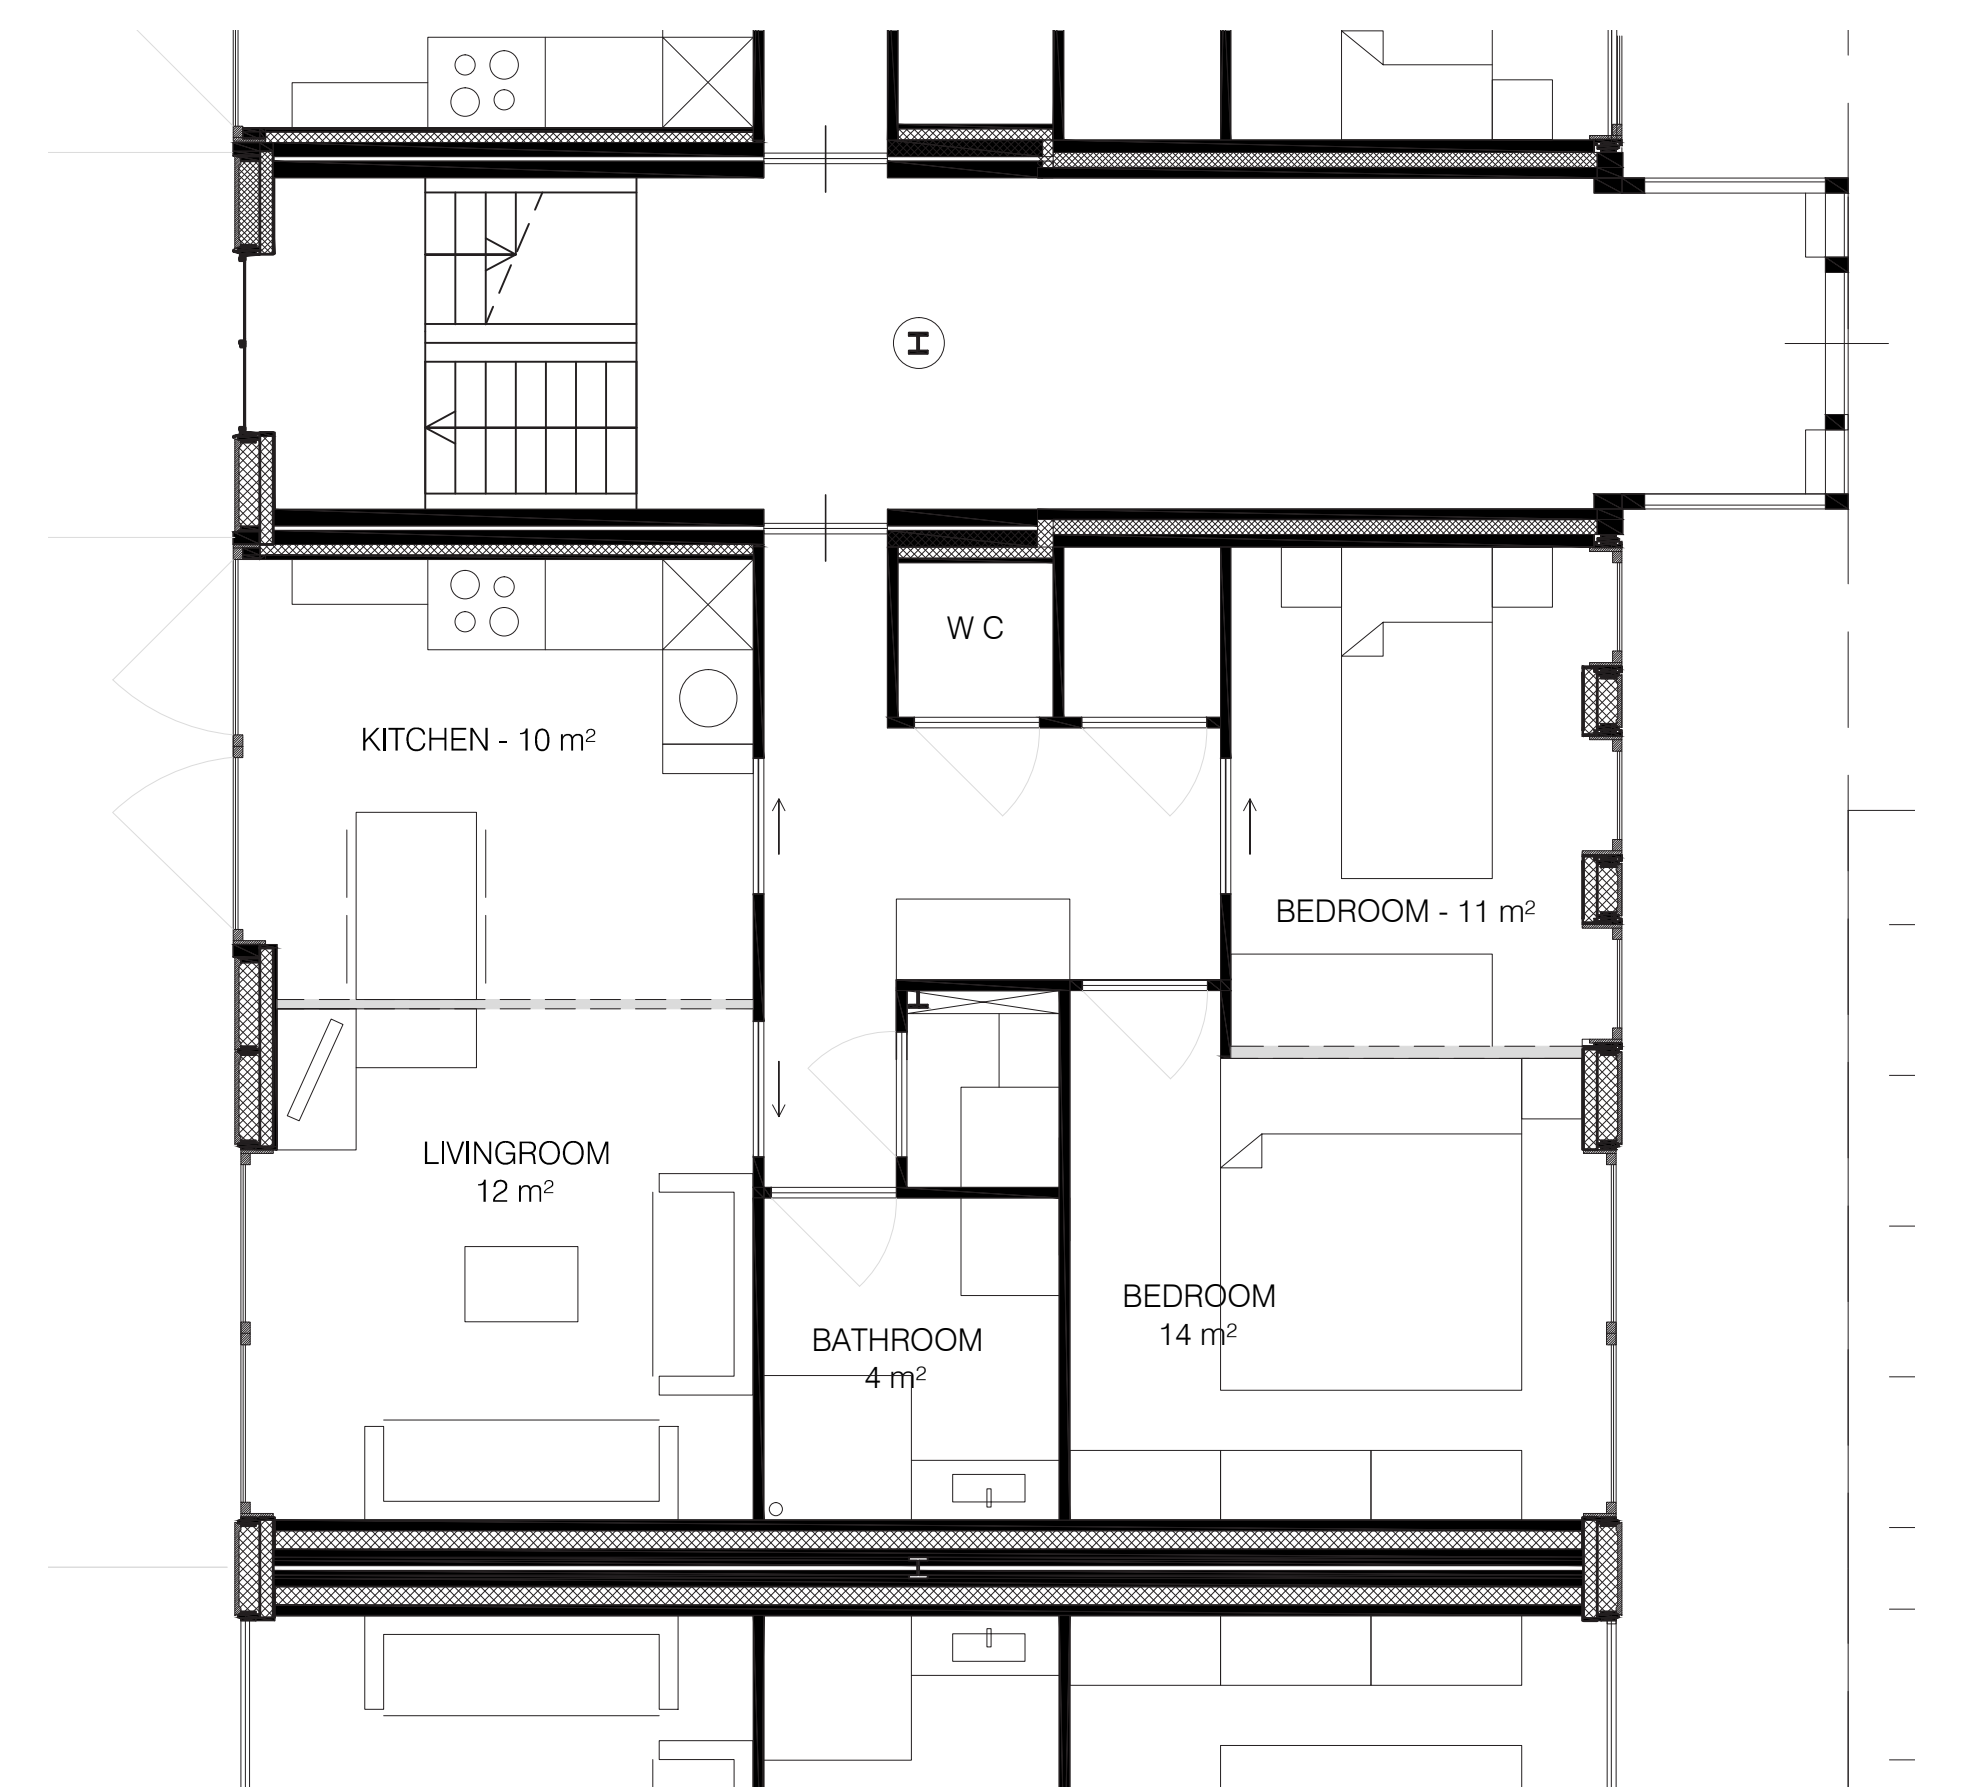 H
W C
KITCHEN - 10 m²
BEDROOM - 11 m²
LIVINGROOM
12 m²
BEDROOM
14 m²
BATHROOM
4 m²